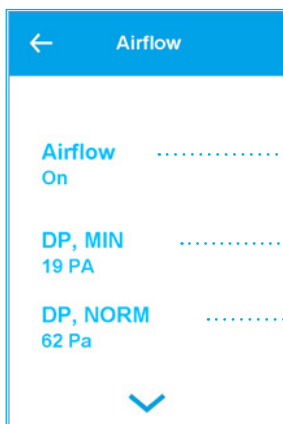 Airflow
Airflow ..............
On
DP, MIN ............
19 PA
DP, NORM .........
62 Pa